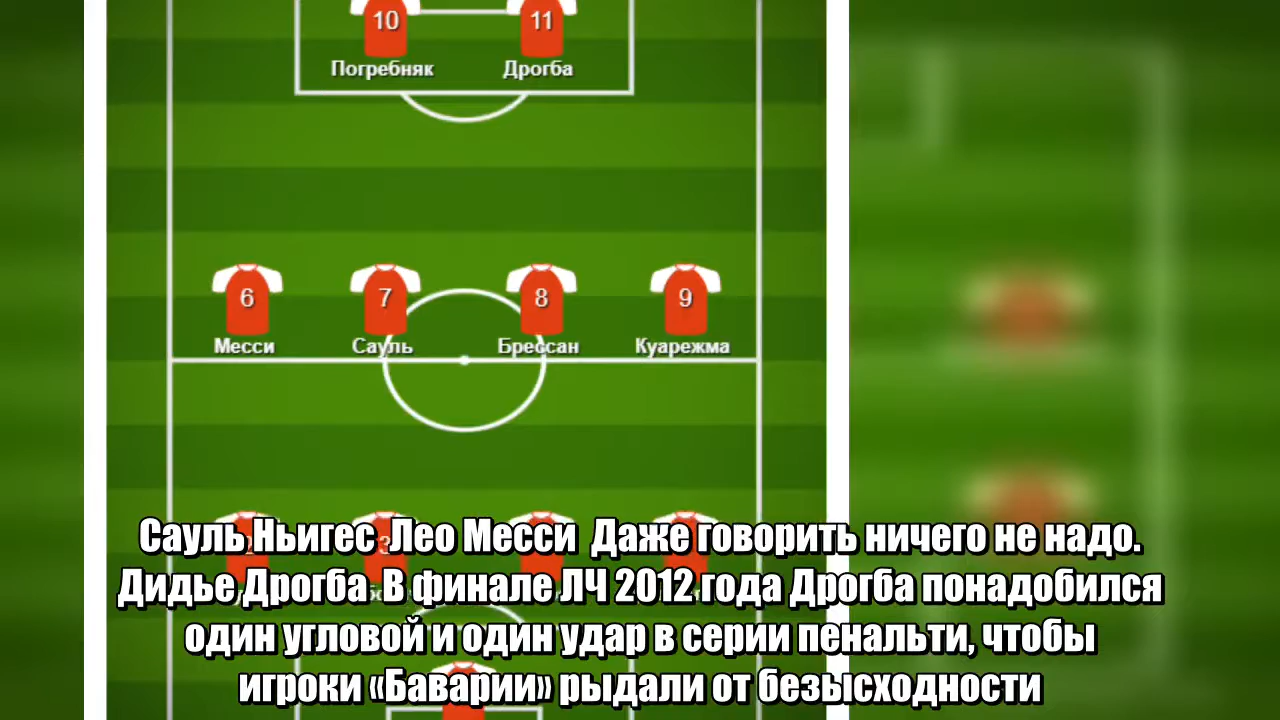 10 11
Погребняк Дрогба
6 7 8 9
Месси Сауль Брессан Куарежма
Сауль Ньигес Лео Месси Даже говорить ничего не надо.
Дидье Дрогба В финале ЛЧ 2012 года Дрогба понадобился
один угловой и один удар в серии пенальти, чтобы
игроки «Баварии» рыдали от безысходности